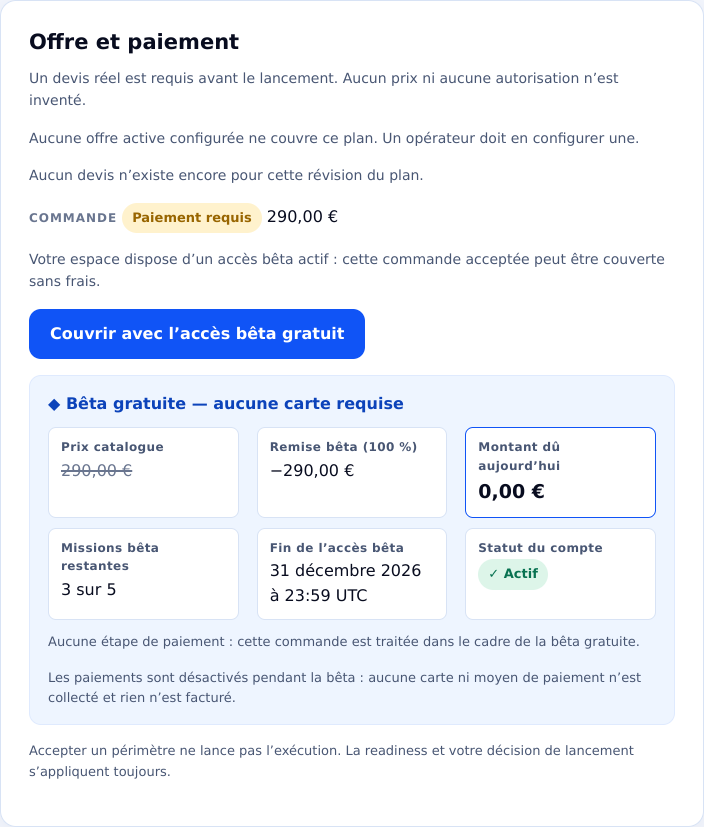 Offre et paiement
Un devis réel est requis avant le lancement. Aucun prix ni aucune autorisation n’est
inventé.
Aucune offre active configurée ne couvre ce plan. Un opérateur doit en configurer une.
Aucun devis n’existe encore pour cette révision du plan.
COMMANDE Paiement requis 290,00 €
Votre espace dispose d’un accès bêta actif : cette commande acceptée peut être couverte
sans frais.
Couvrir avec l’accès bêta gratuit
◆ Bêta gratuite — aucune carte requise
Prix catalogue
290,00 €
Remise bêta (100 %)
−290,00 €
Montant dû
aujourd’hui
0,00 €
Missions bêta
restantes
3 sur 5
Fin de l’accès bêta
31 décembre 2026
à 23:59 UTC
Statut du compte
✓ Actif
Aucune étape de paiement : cette commande est traitée dans le cadre de la bêta gratuite.
Les paiements sont désactivés pendant la bêta : aucune carte ni moyen de paiement n’est
collecté et rien n’est facturé.
Accepter un périmètre ne lance pas l’exécution. La readiness et votre décision de lancement
s’appliquent toujours.